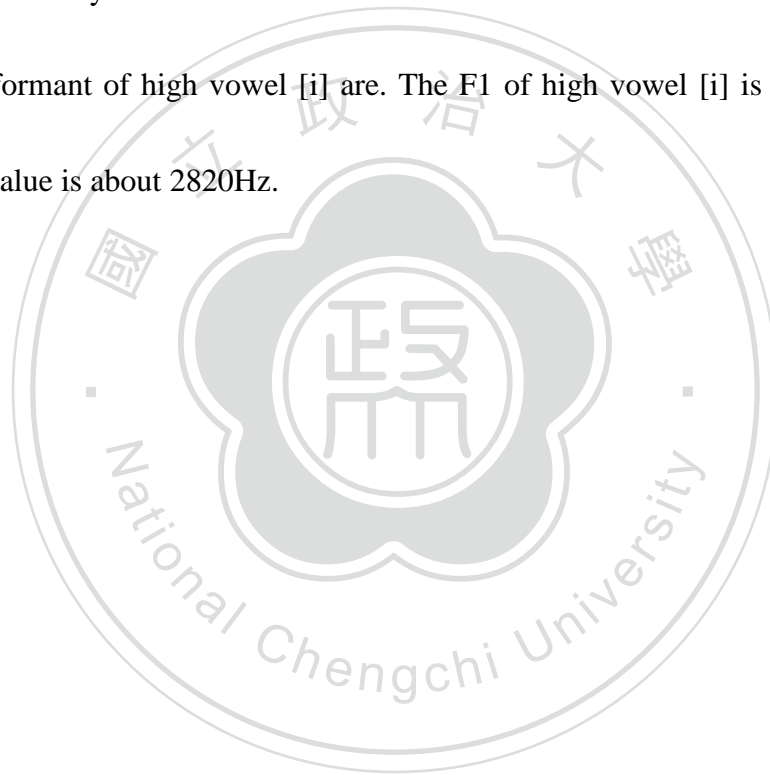 ormant of high vowel [i] are. The F1 of high vowel [i] is
alue is about 2820Hz.
國立政治大學
政
National Chengchi University